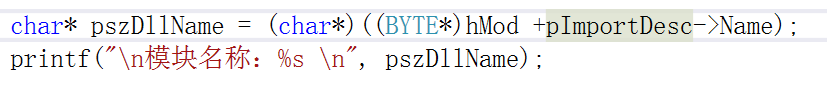 char* pszDllName = (char*)((BYTE*)hMod +pImportDesc->Name);
printf("\n模块名称：%s \n", pszDllName);